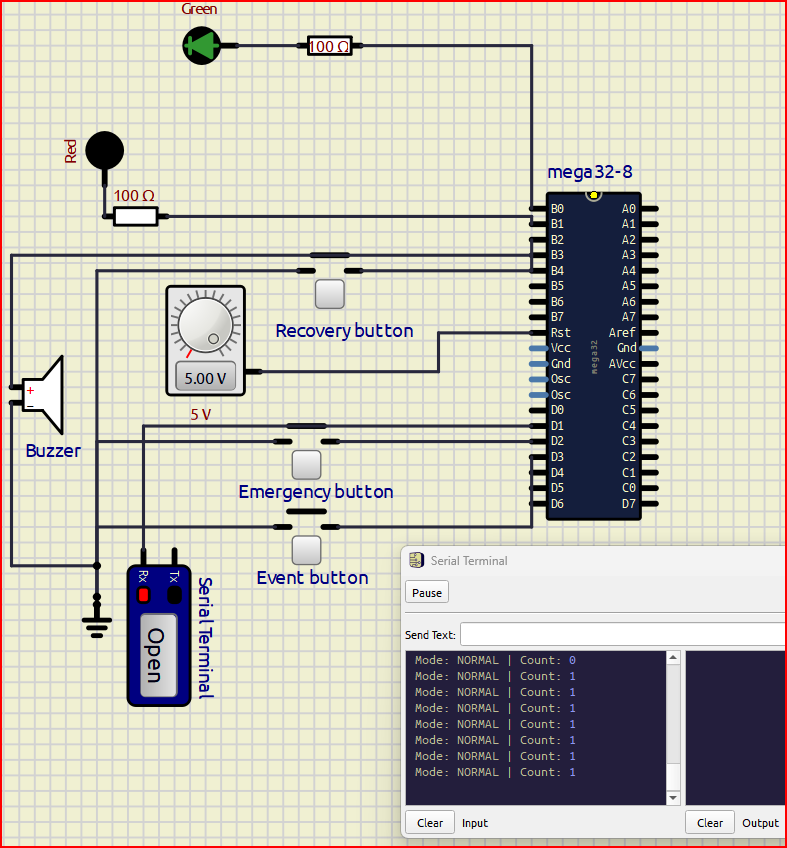 Green
100 Ω
Red
100 Ω
mega32-8
B0 A0
B1 A1
B2 A2
B3 A3
B4 A4
B5 A5
B6 A6
B7 A7
Rst Aref
Vcc Gnd
Gnd AVcc
Osc C7
Osc C6
D0 C5
D1 C4
D2 C3
D3 C2
D4 C1
D5 C0
D6 D7
mega32
Recovery button
5.00 V
5 V
+
−
Buzzer
Emergency button
Event button
Rx Tx
Open
Serial Terminal
Serial Terminal
Pause
Send Text:
Mode: NORMAL | Count: 0
Mode: NORMAL | Count: 1
Mode: NORMAL | Count: 1
Mode: NORMAL | Count: 1
Mode: NORMAL | Count: 1
Mode: NORMAL | Count: 1
Mode: NORMAL | Count: 1
Mode: NORMAL | Count: 1
Clear Input Clear Output